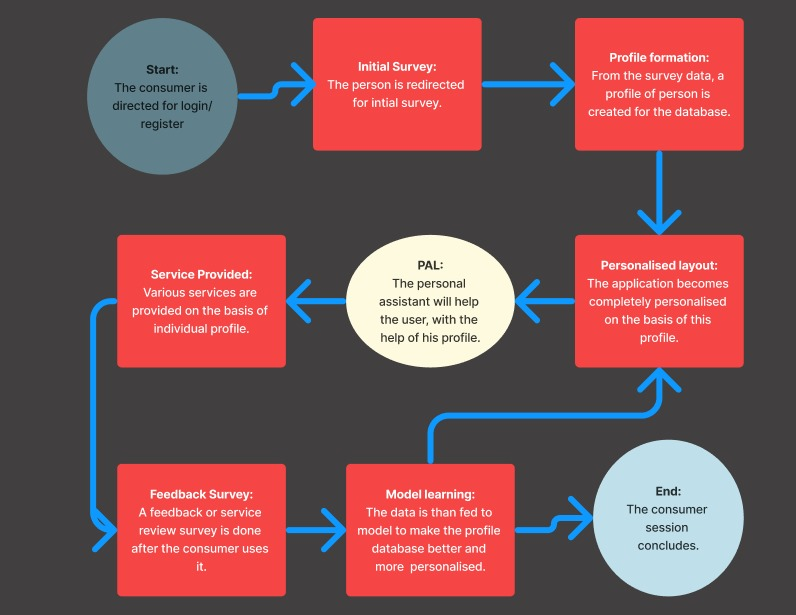 Start:
The consumer is
directed for login/
register
Initial Survey:
The person is redirected
for intial survey.
Profile formation:
From the survey data, a
profile of person is
created for the database.
Service Provided:
Various services are
provided on the basis of
individual profile.
PAL:
The personal
assistant will help
the user, with the
help of his profile.
Personalised layout:
The application becomes
completely personalised
on the basis of this
profile.
Feedback Survey:
A feedback or service
review survey is done
after the consumer uses
it.
Model learning:
The data is than fed to
model to make the profile
database better and
more personalised.
End:
The consumer
session
concludes.